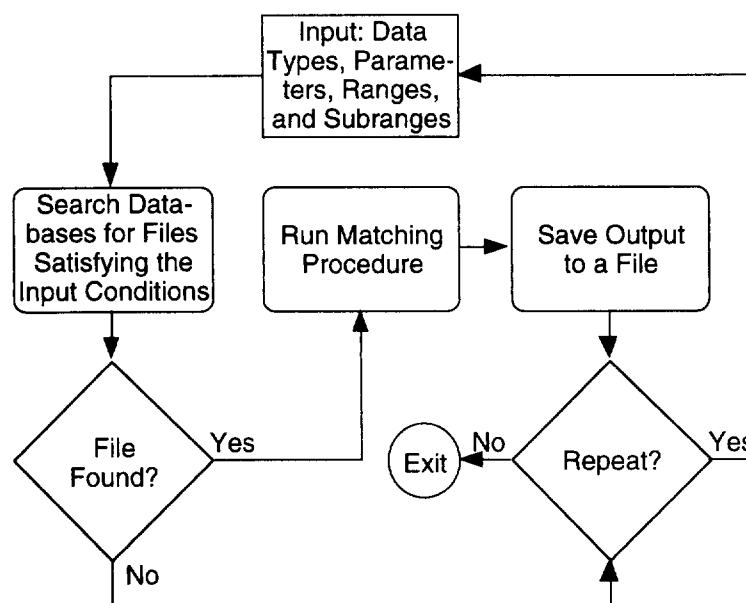 Input: Data
Types, Parame-
ters, Ranges,
and Subranges
Search Data-
bases for Files
Satisfying the
Input Conditions
Run Matching
Procedure
Save Output
to a File
File
Found?
Yes
No
Exit
No
Repeat?
Yes